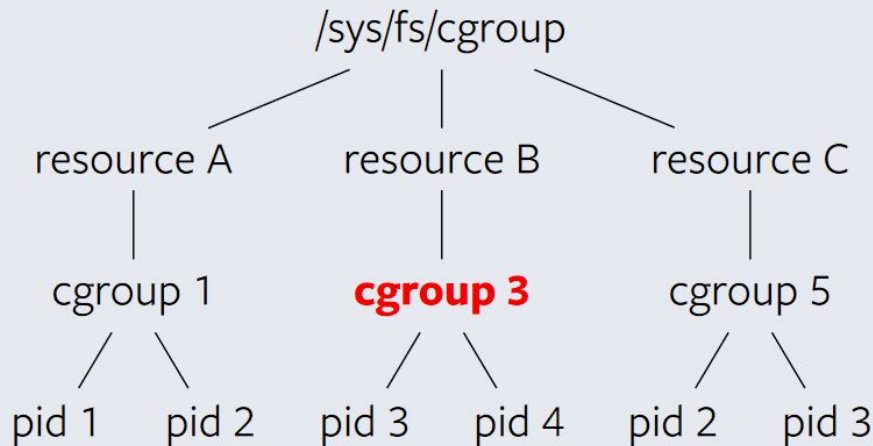 /sys/fs/cgroup
resource A resource B resource C
cgroup 1 cgroup 3 cgroup 5
pid 1 pid 2 pid 3 pid 4 pid 2 pid 3